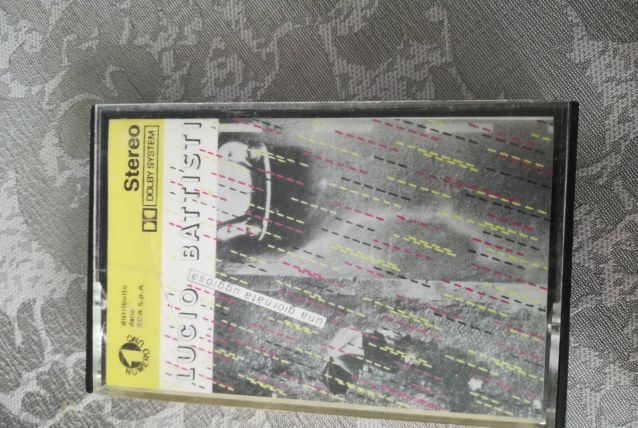 NUMERO UNO
distribuito
dalla
RCA S.p.A.
Stereo
DOLBY SYSTEM
LUCIO BATTISTI
una giornata uggiosa